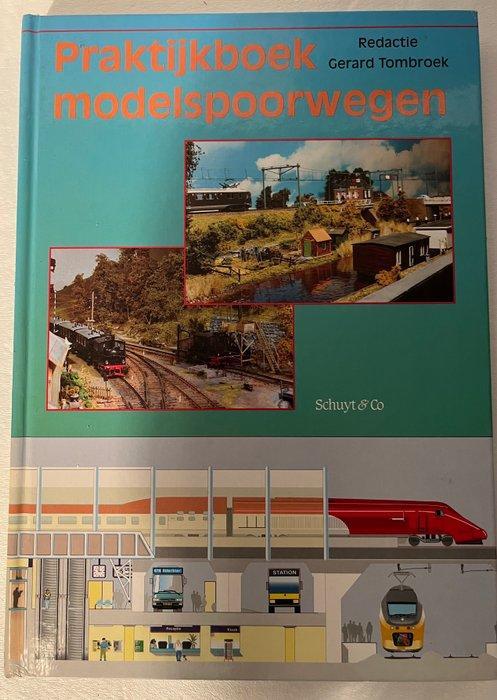 Praktijkboek
modelspoorwegen
Redactie
Gerard Tombroek
Schuyt & Co
STATION